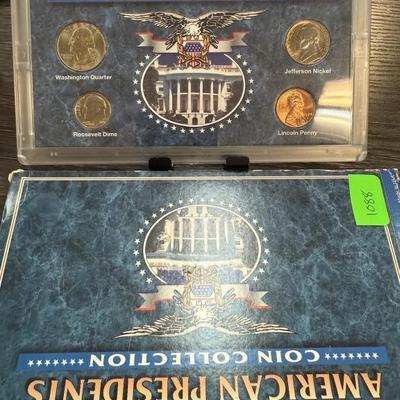 Washington Quarter
Jefferson Nickel
Roosevelt Dime
Lincoln Penny
1088
COIN COLLECTION
AMERICAN PRESIDENTS